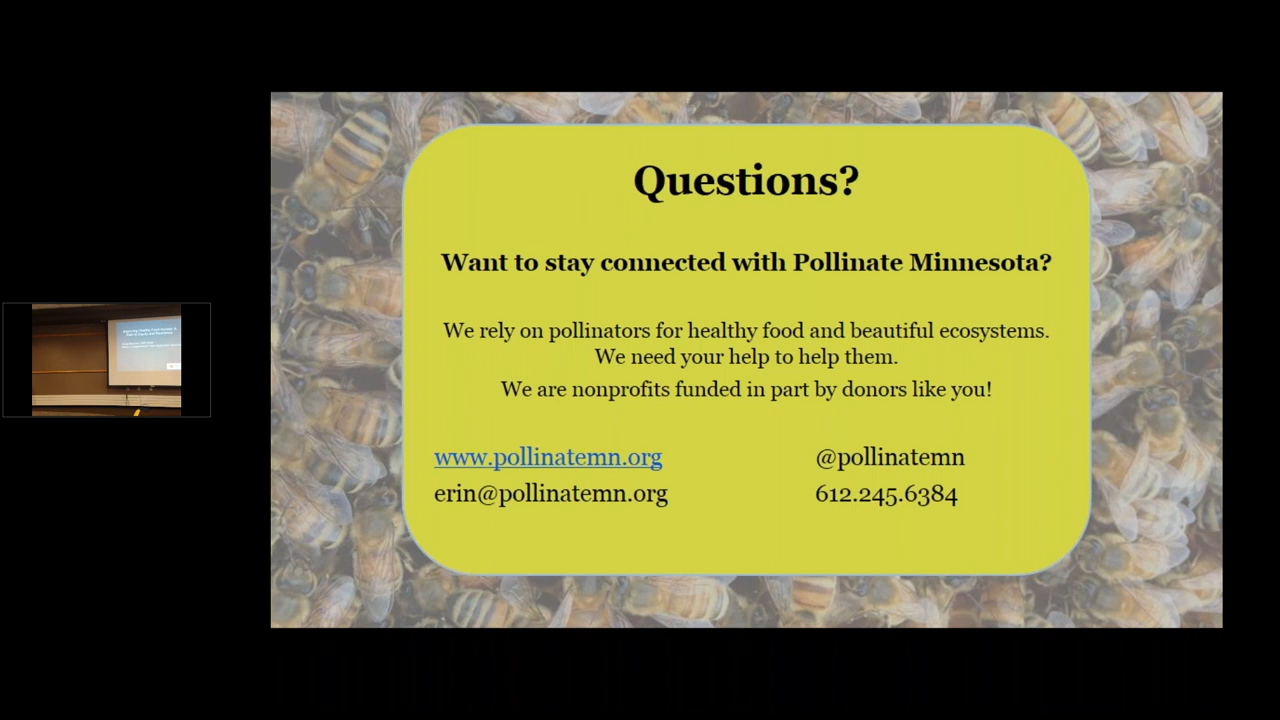 Questions?
Want to stay connected with Pollinate Minnesota?
We rely on pollinators for healthy food and beautiful ecosystems.
We need your help to help them.
We are nonprofits funded in part by donors like you!
www.pollinatemn.org
@pollinatemn
erin@pollinatemn.org
612.245.6384